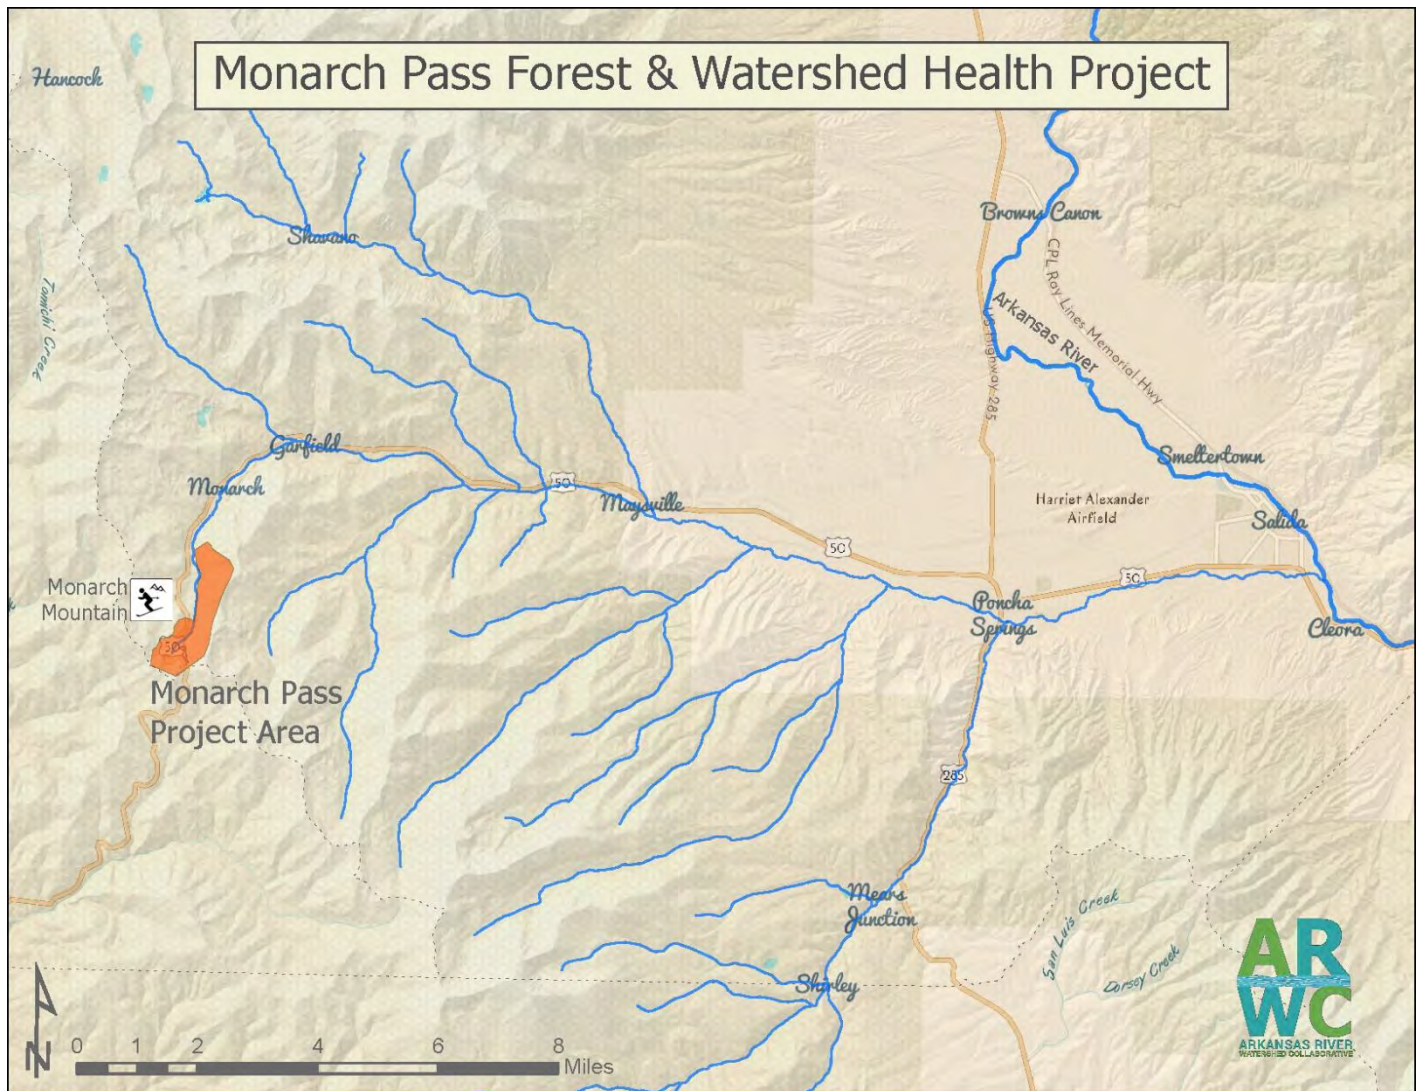 Monarch Pass Forest & Watershed Health Project
Hancock
Browns Canon
Shavano
CPL Ray Lines Memorial Hwy
Tomichi Creek
Arkansas River
US Highway 285
Garfield
Smeltertown
Monarch
50
Maysville
Harriet Alexander
Airfield
Salida
50
50
Monarch
Mountain
Poncha
Springs
Cleora
50
Monarch Pass
Project Area
285
Mears
Junction
San Luis Creek
Dorsey Creek
Shirley
N
0 1 2 4 6 8
Miles
AR
WC
ARKANSAS RIVER
WATERSHED COLLABORATIVE